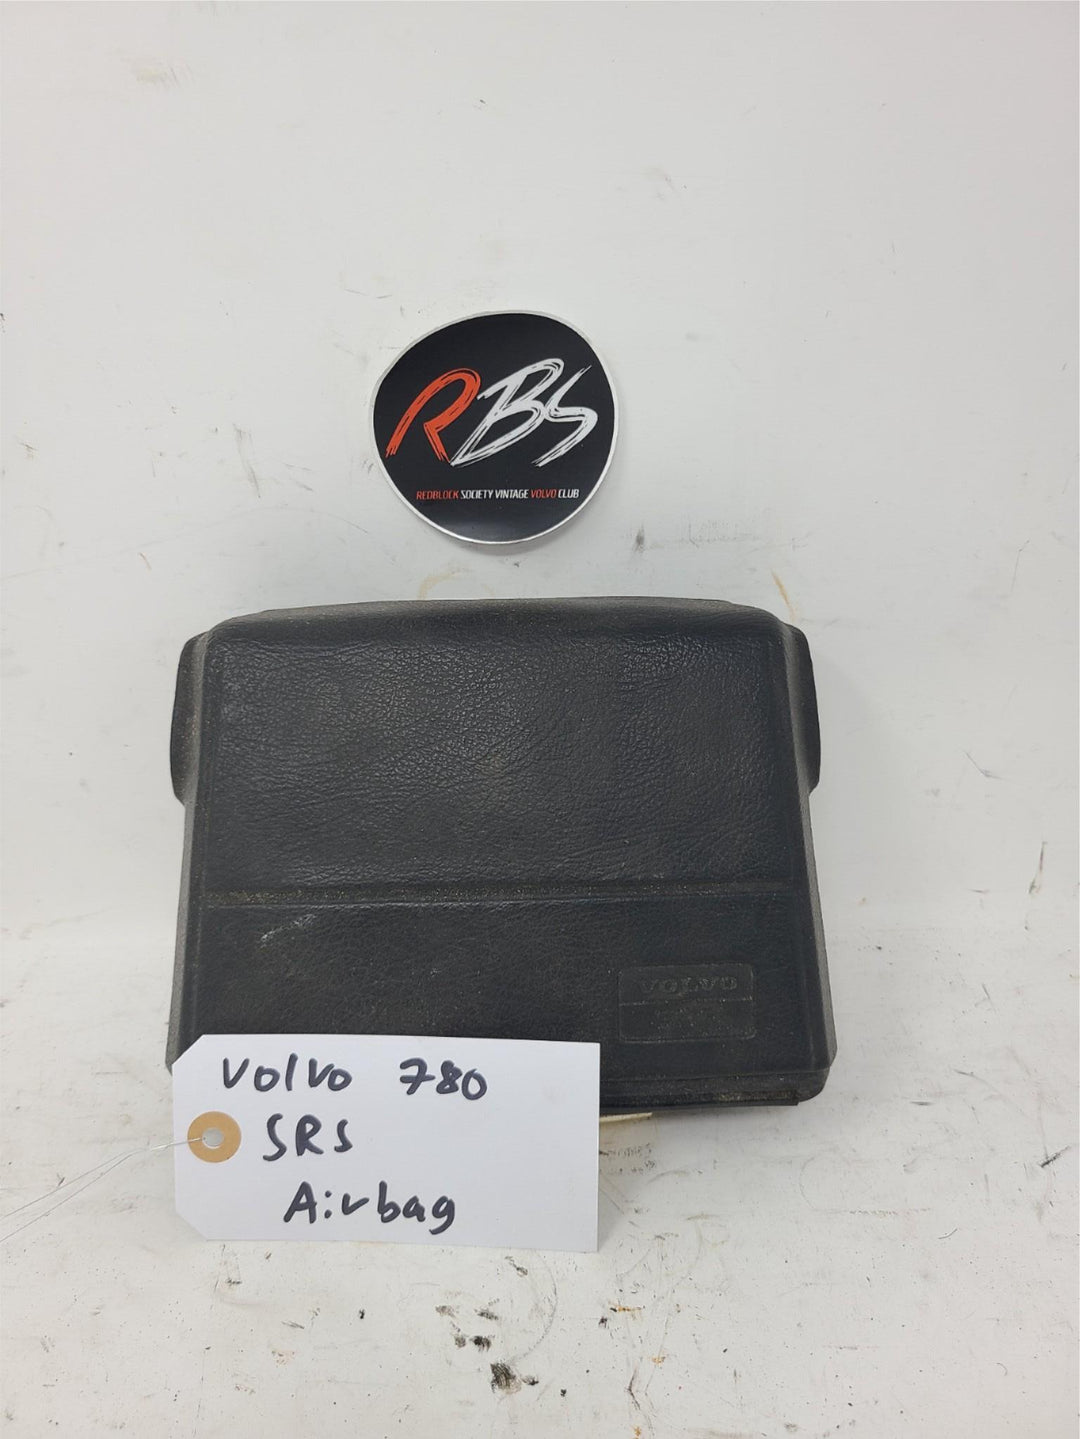 RBS
REDBLOCK SOCIETY VINTAGE VOLVO CLUB
VOLVO
Volvo 780
SRS
Airbag